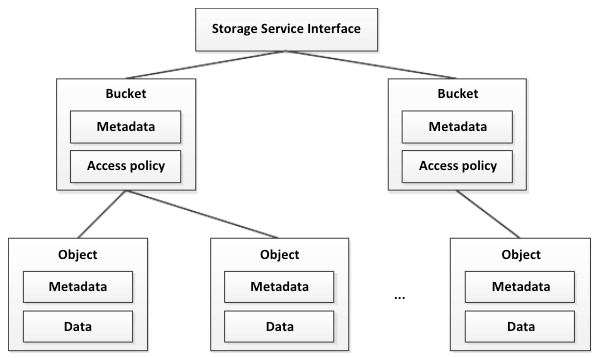 Storage Service Interface
Bucket
Metadata
Access policy
Bucket
Metadata
Access policy
Object
Metadata
Data
Object
Metadata
Data
...
Object
Metadata
Data